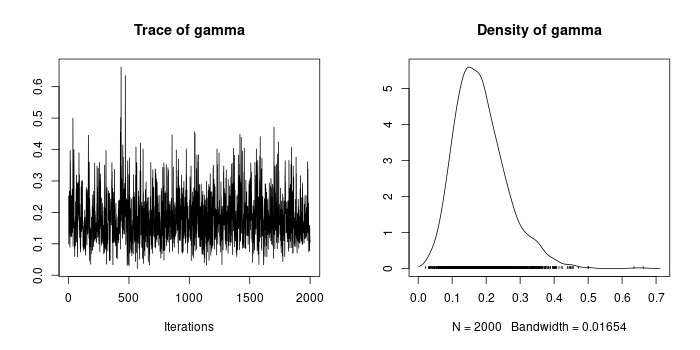 Trace of gamma
0.0 0.1 0.2 0.3 0.4 0.5 0.6
0 500 1000 1500 2000
Iterations
Density of gamma
0 1 2 3 4 5
0.0 0.1 0.2 0.3 0.4 0.5 0.6 0.7
N = 2000 Bandwidth = 0.01654